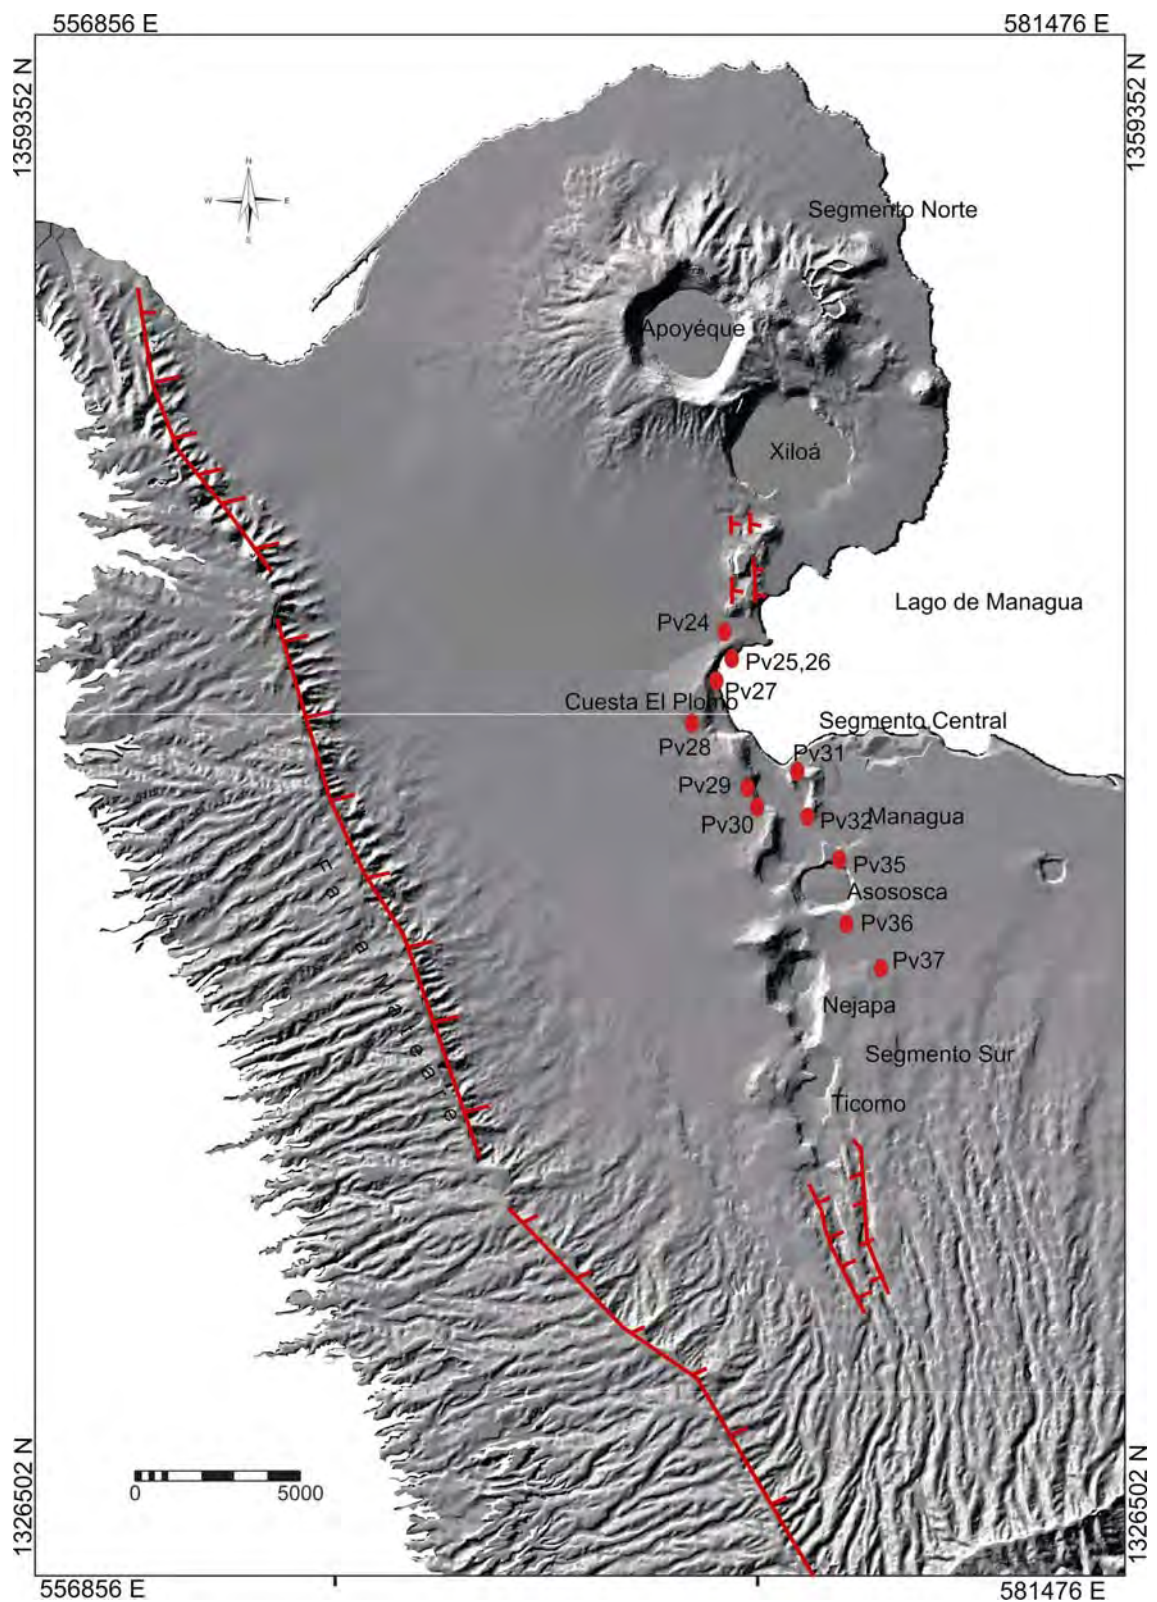 556856 E
581476 E
1359352 N
1359352 N
N
W
E
S
Segmento Norte
Apoyéque
Xiloá
Lago de Managua
Pv24
Pv25,26
Pv27
Cuesta El Plomo
Segmento Central
Pv28
Pv31
Pv29
Pv30
Pv32
Managua
Pv35
Asososca
Pv36
Pv37
Nejapa
Segmento Sur
Ticomo
Falla Mateare
0
5000
1326502 N
1326502 N
556856 E
581476 E